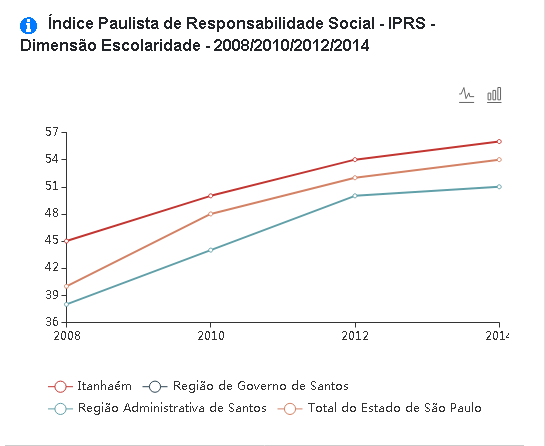 Índice Paulista de Responsabilidade Social - IPRS -
Dimensão Escolaridade - 2008/2010/2012/2014
57
54
51
48
45
42
39
36
2008
2010
2012
2014
Itanhaém
Região de Governo de Santos
Região Administrativa de Santos
Total do Estado de São Paulo